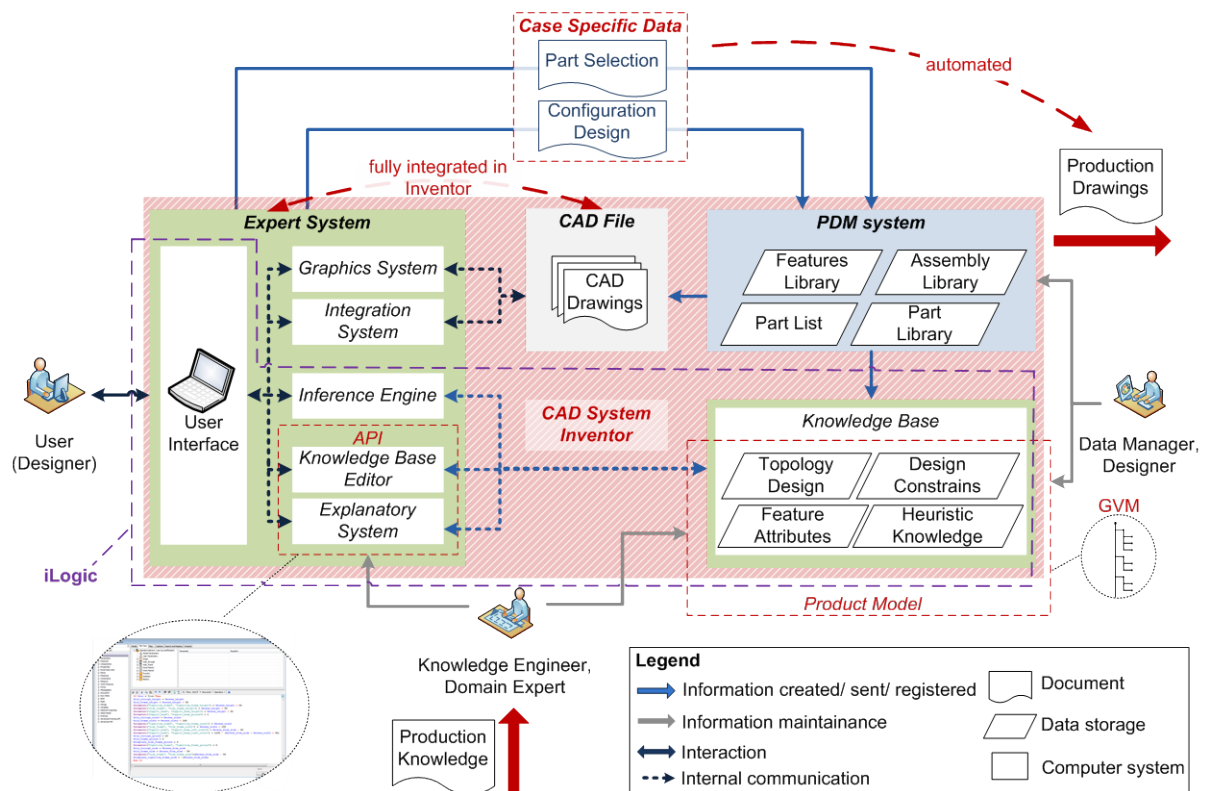 Case Specific Data
Part Selection
Configuration
Design
automated
fully integrated in
Inventor
Production
Drawings
Expert System
CAD File
PDM system
Graphics System
Integration
System
CAD
Drawings
Features
Library
Assembly
Library
Part List
Part
Library
User
Interface
Inference Engine
CAD System
Inventor
Knowledge Base
API
Knowledge Base
Editor
Explanatory
System
Topology
Design
Design
Constrains
Feature
Attributes
Heuristic
Knowledge
User
(Designer)
Data Manager,
Designer
GVM
iLogic
Product Model
Knowledge Engineer,
Domain Expert
Production
Knowledge
Legend
Information created/ sent/ registered
Information maintainance
Interaction
Internal communication
Document
Data storage
Computer system